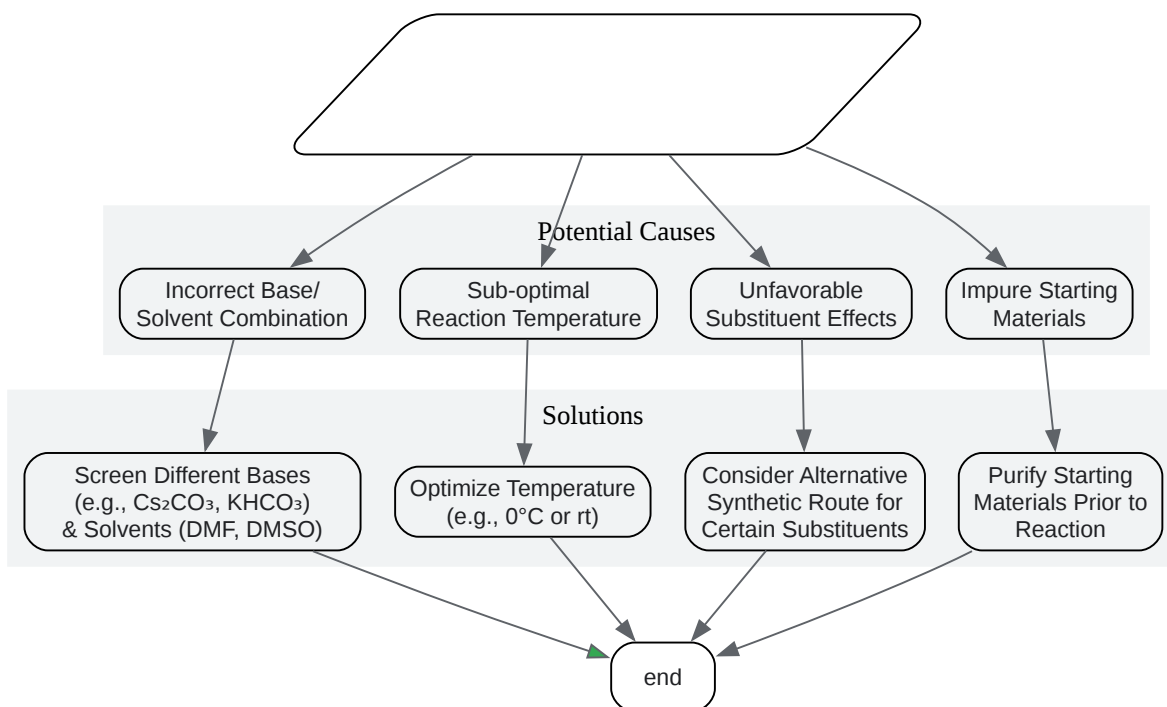 Potential Causes
Incorrect Base/
Solvent Combination
Sub-optimal
Reaction Temperature
Unfavorable
Substituent Effects
Impure Starting
Materials
Solutions
Screen Different Bases
(e.g., Cs₂CO₃, KHCO₃)
& Solvents (DMF, DMSO)
Optimize Temperature
(e.g., 0°C or rt)
Consider Alternative
Synthetic Route for
Certain Substituents
Purify Starting
Materials Prior to
Reaction
end